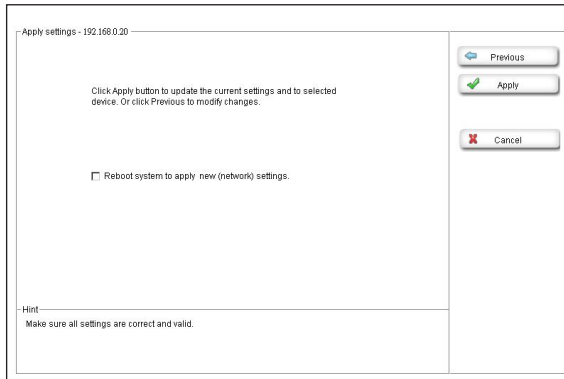 Apply settings - 192.168.0.20
Click Apply button to update the current settings and to selected
device. Or click Previous to modify changes.
Reboot system to apply new (network) settings.
Previous
Apply
Cancel
Hint
Make sure all settings are correct and valid.